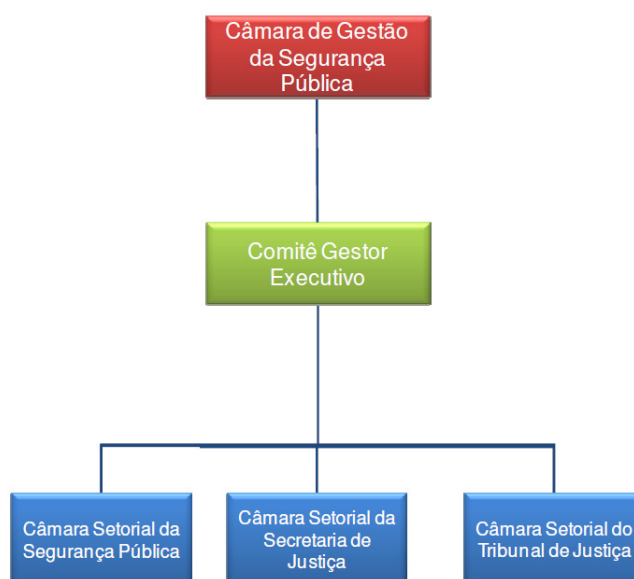 Câmara de Gestão
da Segurança
Pública
Comitê Gestor
Executivo
Câmara Setorial da
Segurança Pública
Câmara Setorial da
Secretaria de
Justiça
Câmara Setorial do
Tribunal de Justiça